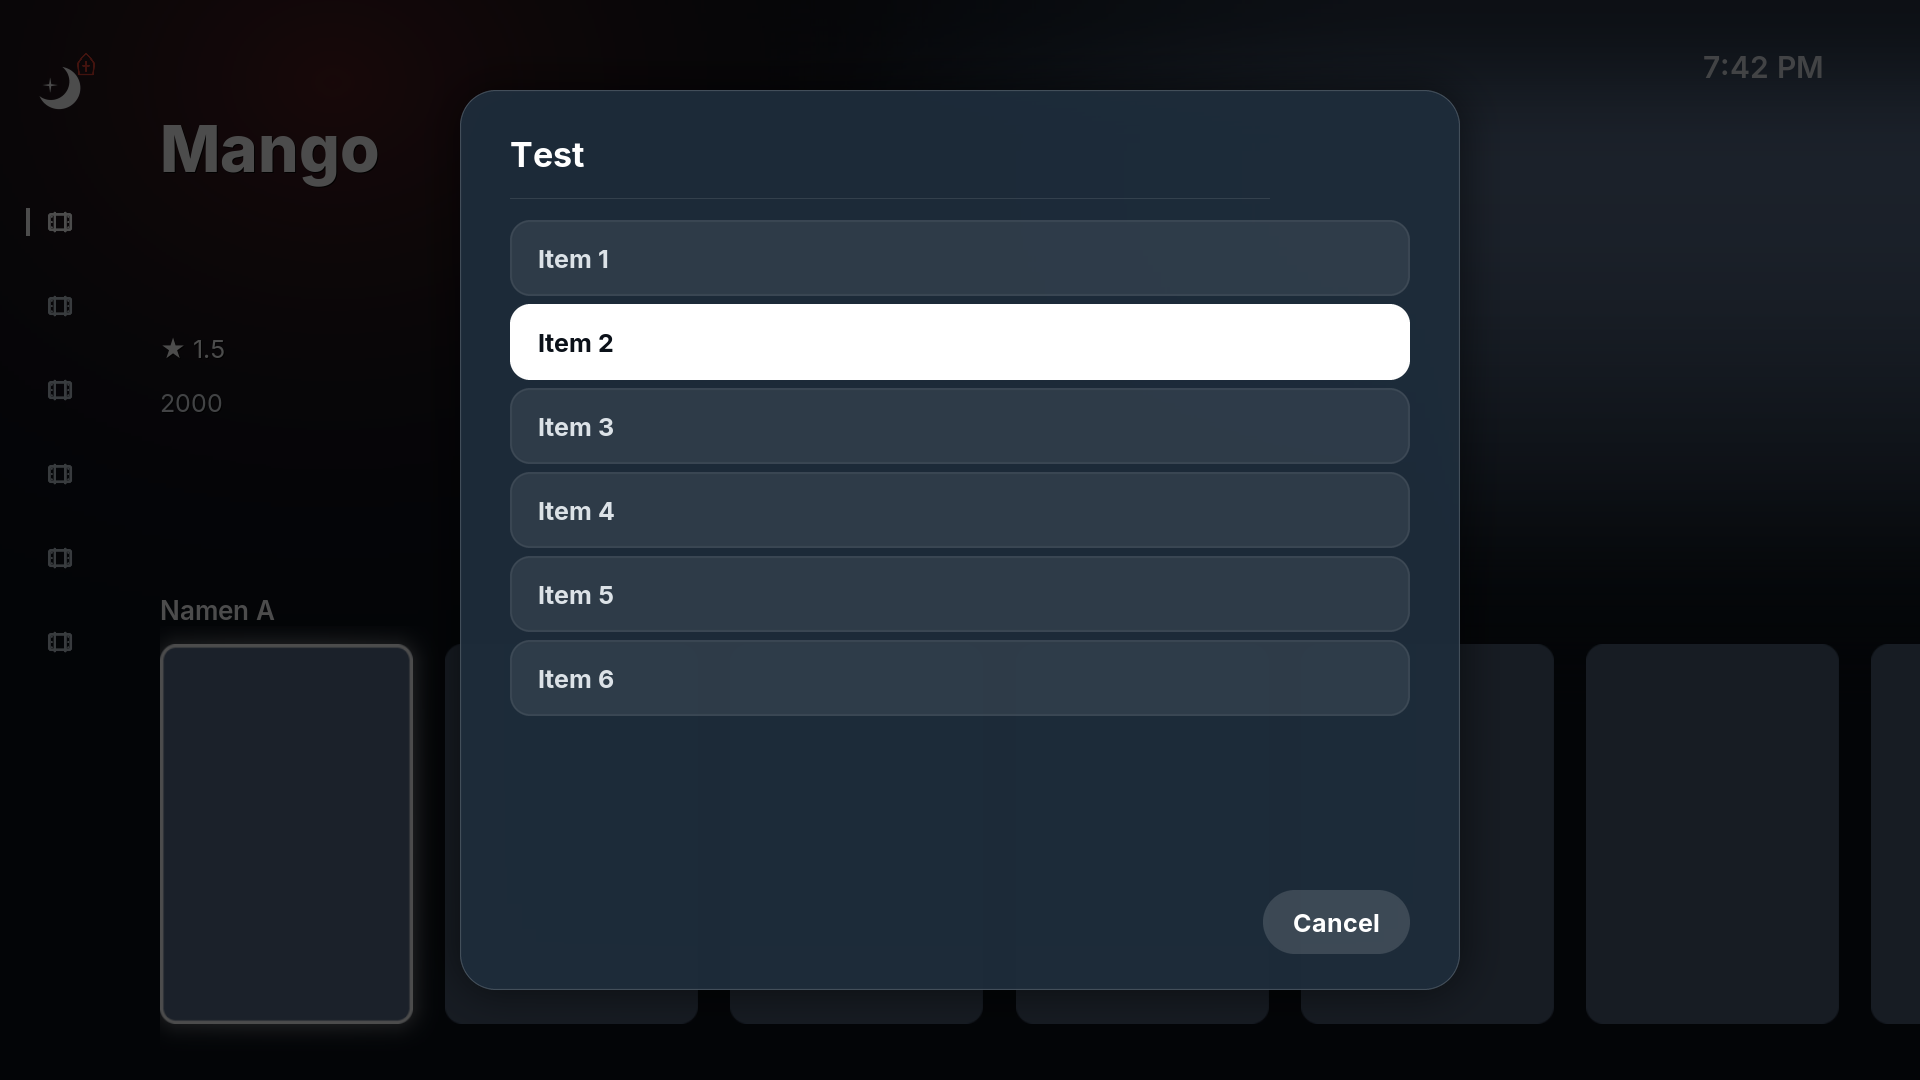 7:42 PM
Mango
★ 1.5
2000
Namen A
Test
Item 1
Item 2
Item 3
Item 4
Item 5
Item 6
Cancel